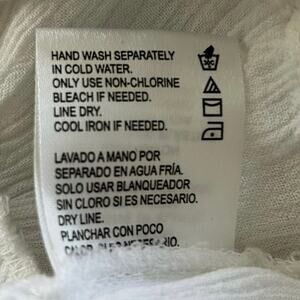 HAND WASH SEPARATELY
IN COLD WATER.
ONLY USE NON-CHLORINE
BLEACH IF NEEDED.
LINE DRY.
COOL IRON IF NEEDED.
LAVADO A MANO POR
SEPARADO EN AGUA FRÍA.
SOLO USAR BLANQUEADOR
SIN CLORO SI ES NECESARIO.
DRY LINE.
PLANCHAR CON POCO
CALOR